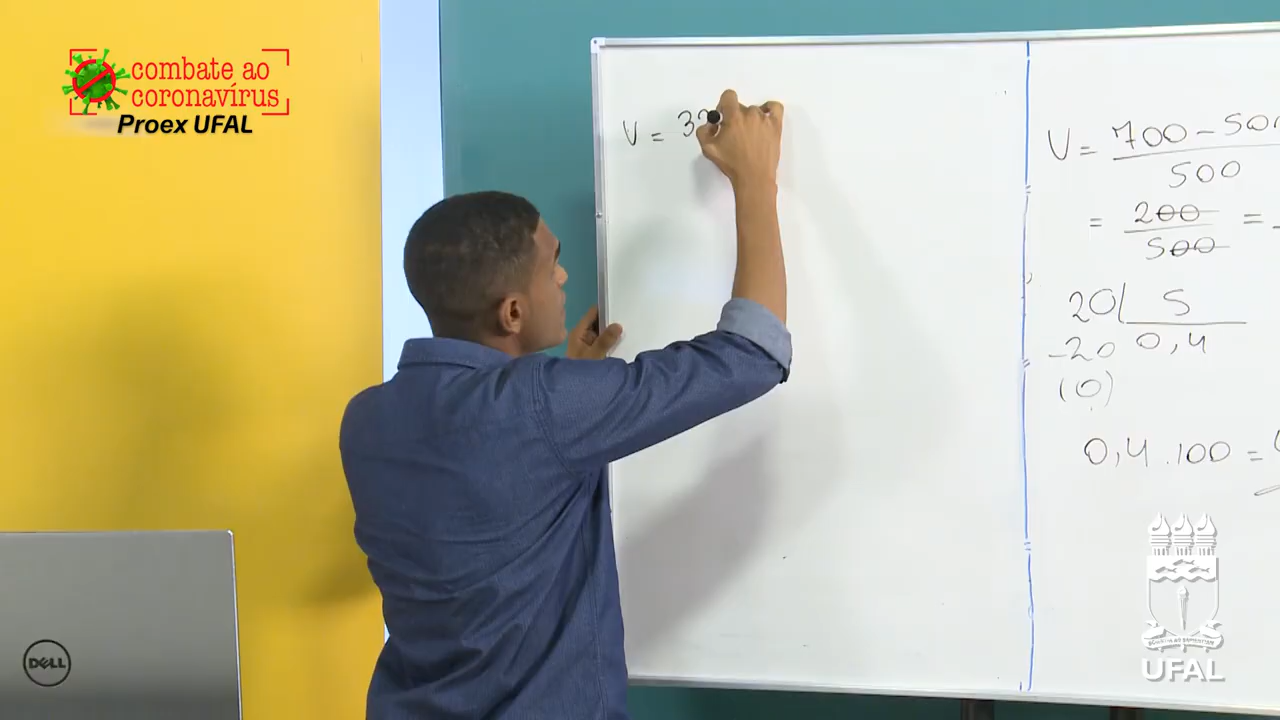 combate ao
coronavírus
Proex UFAL
V = 3
V = 700 - 500
500
= 200 =
500
20 5
-20 0,4
(0)
0,4 . 100 =
UFAL
DELL